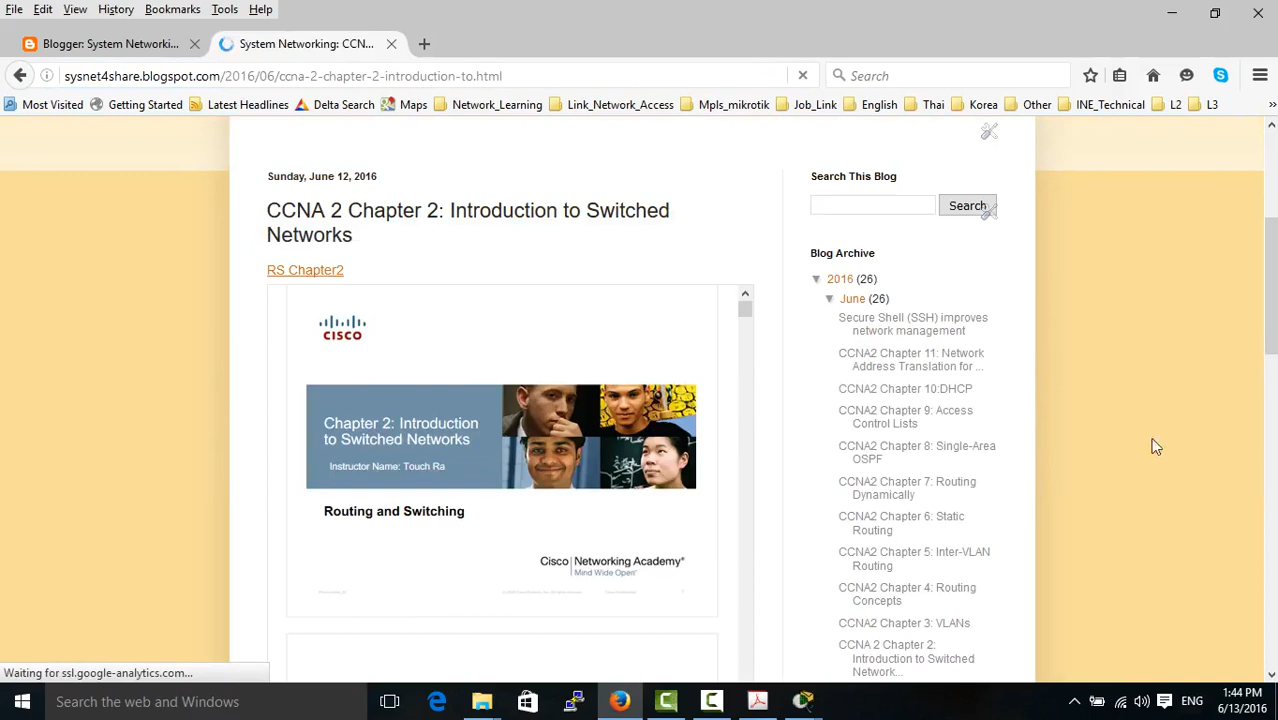 File Edit View History Bookmarks Tools Help
Blogger: System Networki...
System Networking: CCN...
sysnet4share.blogspot.com/2016/06/ccna-2-chapter-2-introduction-to.html
Search
Most Visited Getting Started Latest Headlines Delta Search Maps Network_Learning Link_Network_Access Mpls_mikrotik Job_Link English Thai Korea Other INE_Technical L2 L3 »
Sunday, June 12, 2016
CCNA 2 Chapter 2: Introduction to Switched
Networks
RS Chapter2
CISCO
Chapter 2: Introduction
to Switched Networks
Instructor Name: Touch Ra
Routing and Switching
Cisco Networking Academy®
Mind Wide Open™
Search This Blog
Search
Blog Archive
▼ 2016 (26)
▼ June (26)
Secure Shell (SSH) improves
network management
CCNA2 Chapter 11: Network
Address Translation for ...
CCNA2 Chapter 10:DHCP
CCNA2 Chapter 9: Access
Control Lists
CCNA2 Chapter 8: Single-Area
OSPF
CCNA2 Chapter 7: Routing
Dynamically
CCNA2 Chapter 6: Static
Routing
CCNA2 Chapter 5: Inter-VLAN
Routing
CCNA2 Chapter 4: Routing
Concepts
CCNA2 Chapter 3: VLANs
CCNA 2 Chapter 2:
Introduction to Switched
Network...
Waiting for ssl.google-analytics.com...
Search the web and Windows
ENG
1:44 PM
6/13/2016